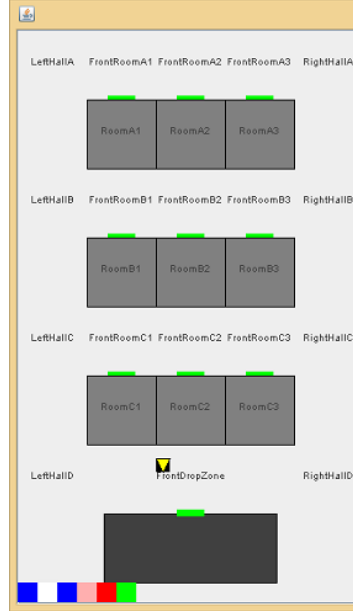 LeftHallA FrontRoomA1 FrontRoomA2 FrontRoomA3 RightHallA
RoomA1 RoomA2 RoomA3
LeftHallB FrontRoomB1 FrontRoomB2 FrontRoomB3 RightHallB
RoomB1 RoomB2 RoomB3
LeftHallC FrontRoomC1 FrontRoomC2 FrontRoomC3 RightHallC
RoomC1 RoomC2 RoomC3
LeftHallD FrontDropZone RightHallD